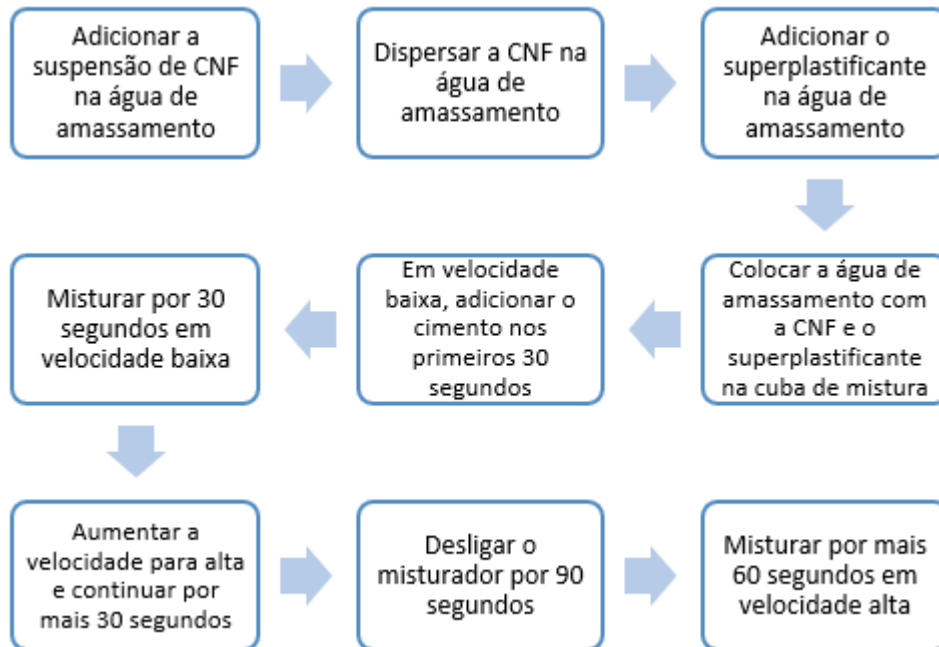 Adicionar a
suspensão de CNF
na água de
amassamento
Dispersar a CNF na
água de
amassamento
Adicionar o
superplastificante
na água de
amassamento
Colocar a água de
amassamento com
a CNF e o
superplastificante
na cuba de mistura
Em velocidade
baixa, adicionar o
cimento nos
primeiros 30
segundos
Misturar por 30
segundos em
velocidade baixa
Aumentar a
velocidade para alta
e continuar por
mais 30 segundos
Desligar o
misturador por 90
segundos
Misturar por mais
60 segundos em
velocidade alta